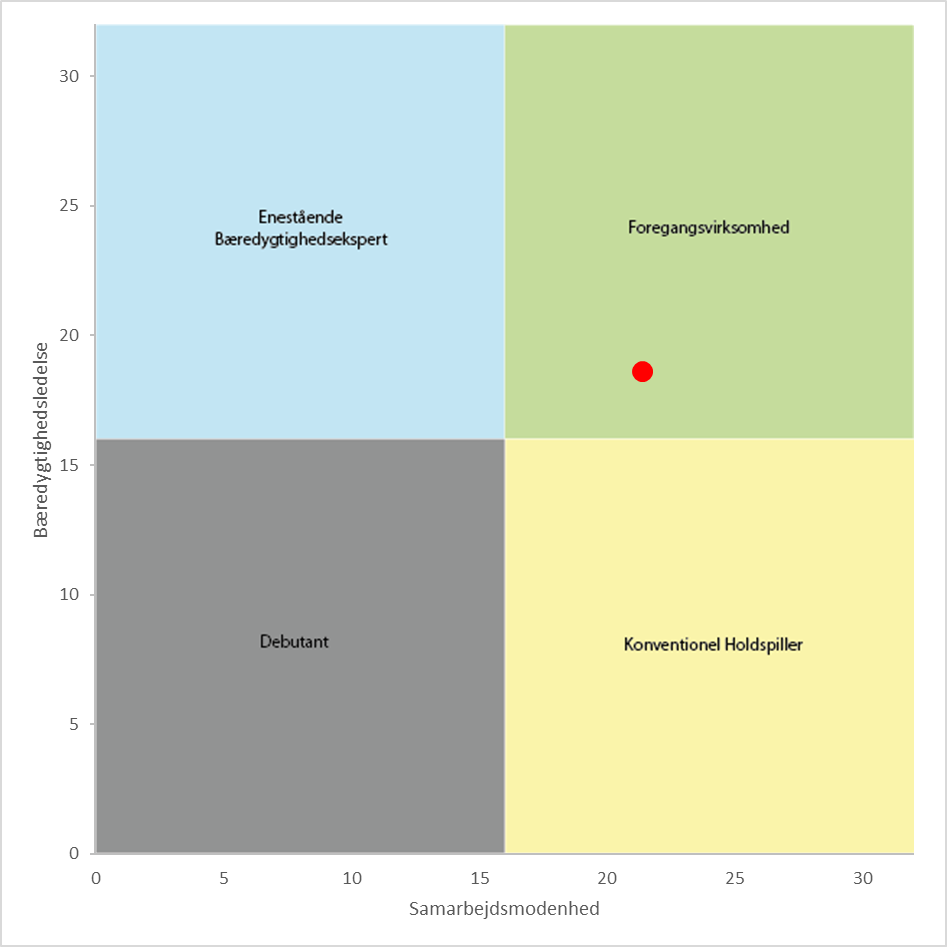 30
25
20
15
10
5
0
Bæredygtighedsledelse
Enestående
Bæredygtighedsekspert
Foregangsvirksomhed
Debutant
Konventionel Holdspiller
0 5 10 15 20 25 30
Samarbejdsmodenhed